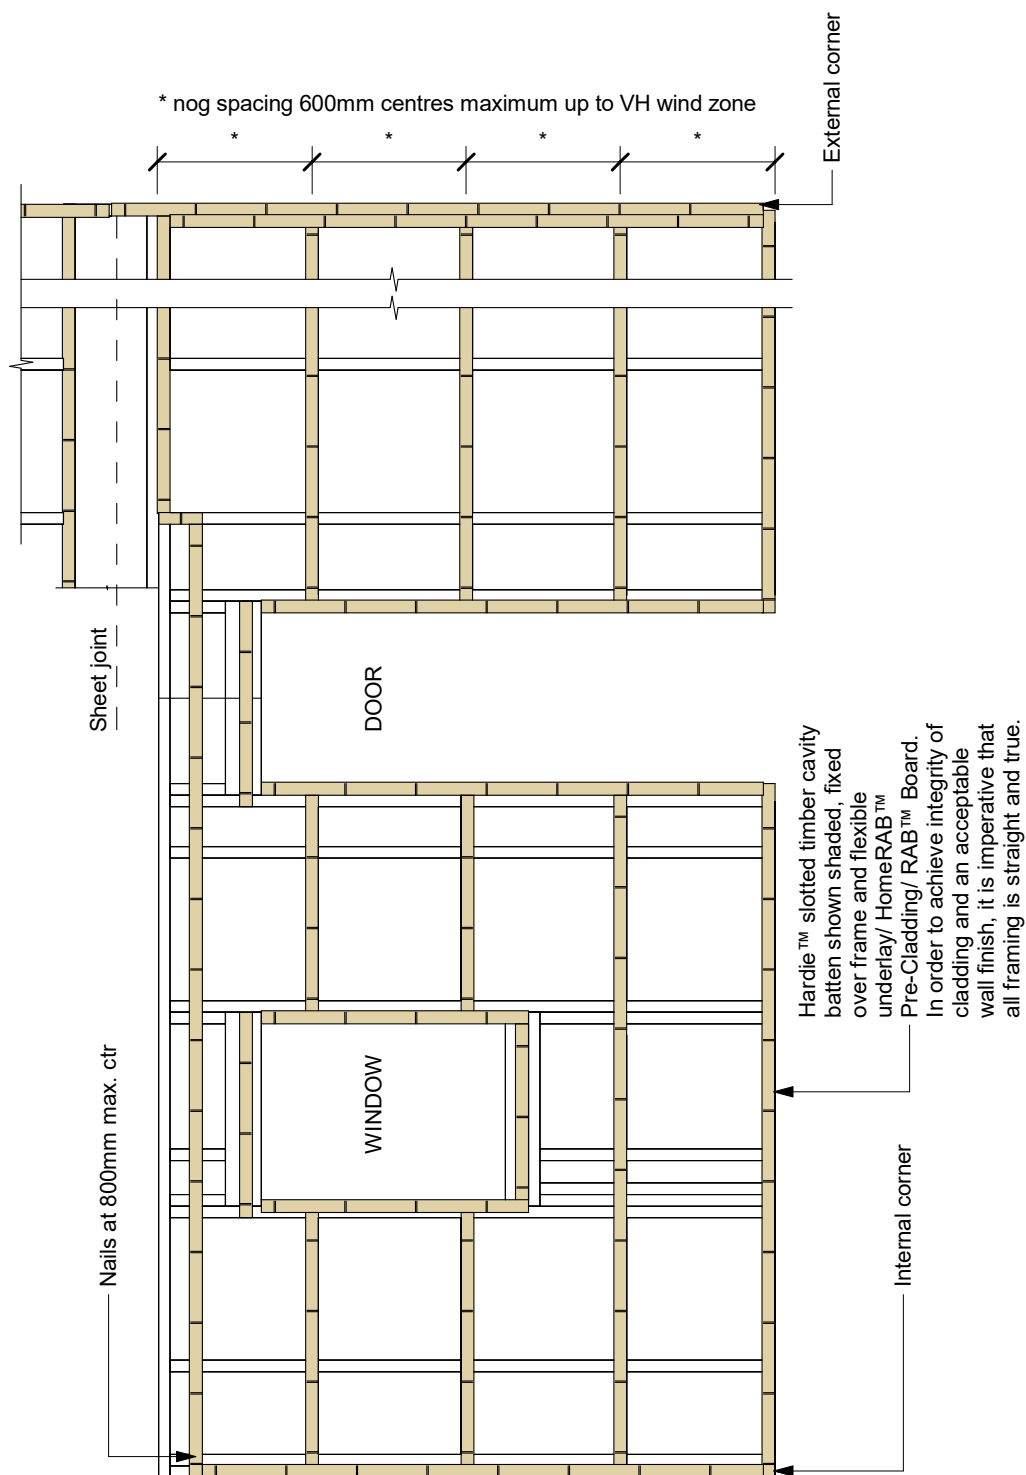 * nog spacing 600mm centres maximum up to VH wind zone
*
*
*
*
External corner
Sheet joint
DOOR
Hardie™ slotted timber cavity
batten shown shaded, fixed
over frame and flexible
underlay/ HomeRAB™
Pre-Cladding/ RAB™ Board.
In order to achieve integrity of
cladding and an acceptable
wall finish, it is imperative that
all framing is straight and true.
WINDOW
Nails at 800mm max. ctr
Internal corner